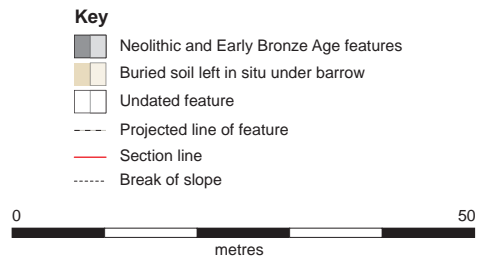 Key
Neolithic and Early Bronze Age features
Buried soil left in situ under barrow
Undated feature
Projected line of feature
Section line
Break of slope
0 50
metres